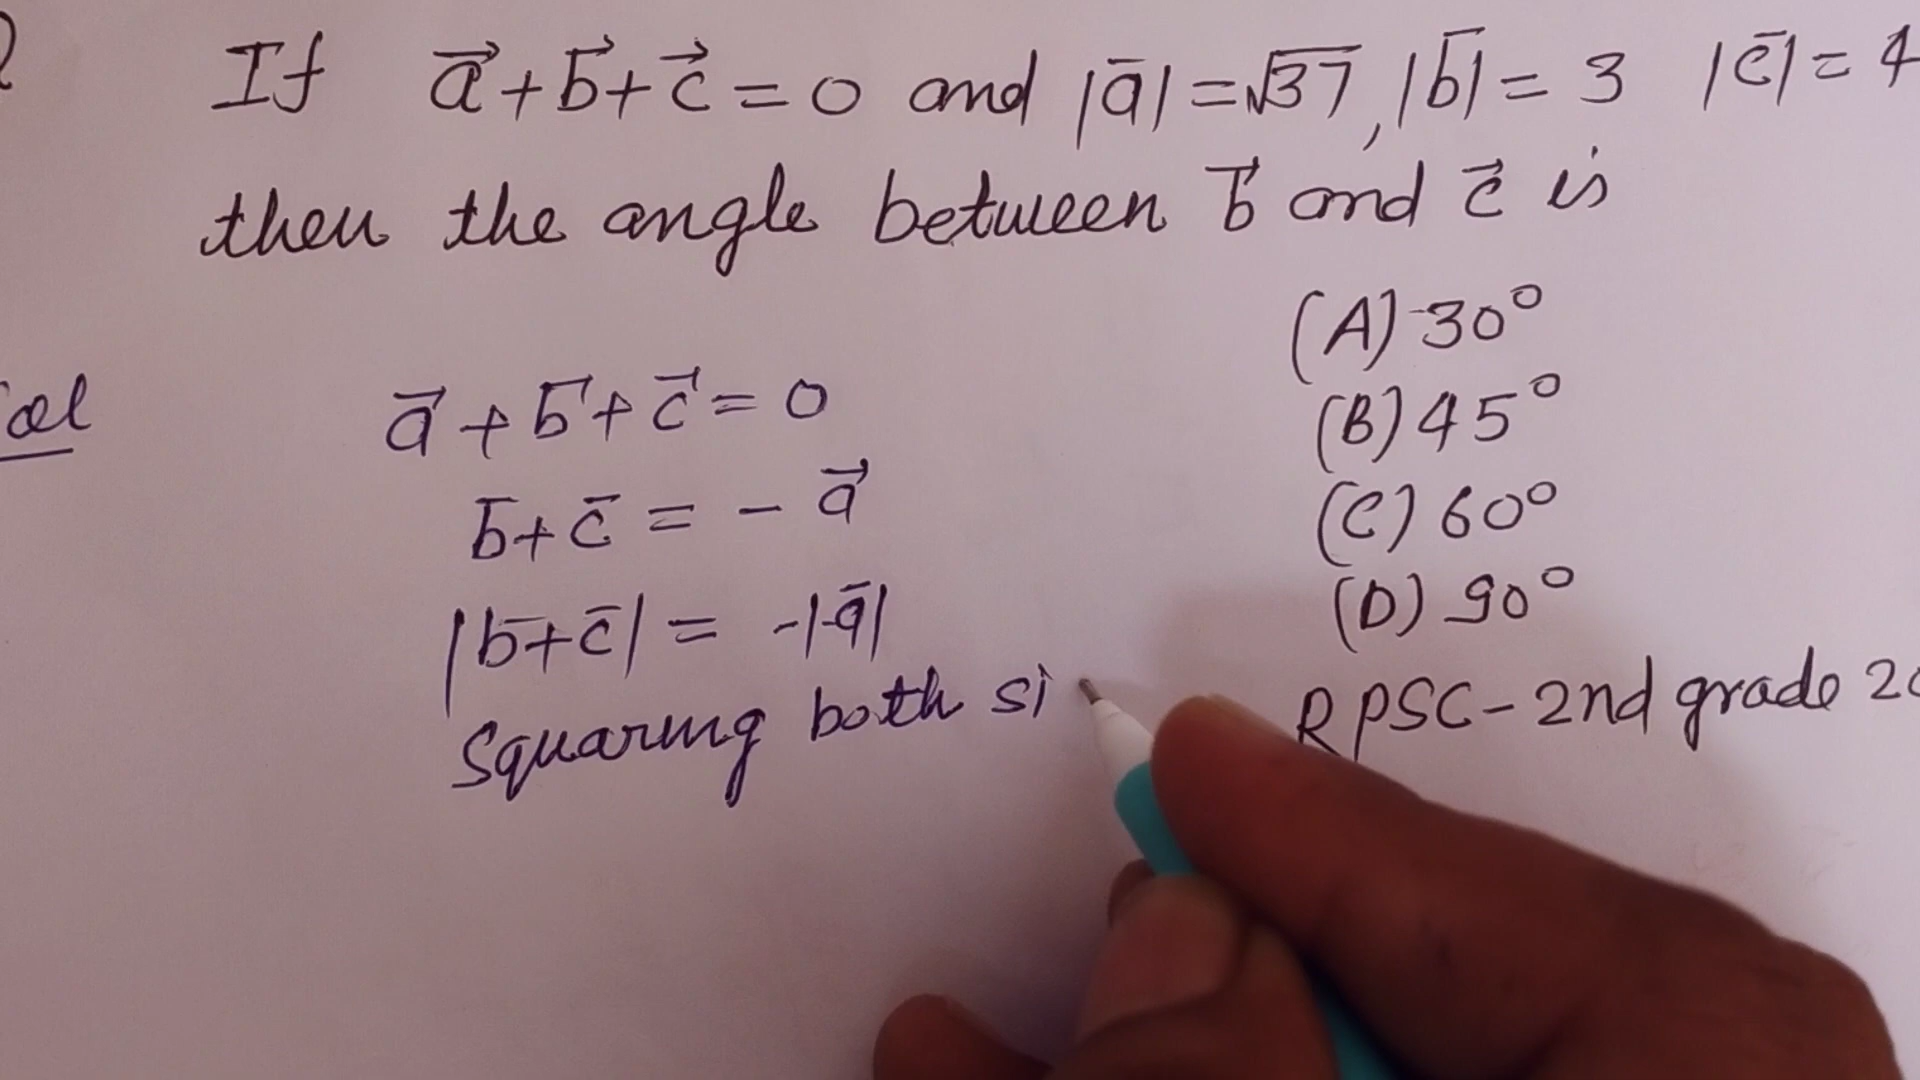 If a⃗+b⃗+c⃗=0 and |ā|=√37, |b̄|=3 |c̄|=4
then the angle between b⃗ and c⃗ is
(A) 30°
(B) 45°
(C) 60°
(D) 90°
RPSC-2nd grade
a⃗+b⃗+c⃗=0
b̄+c̄=-a⃗
|b̄+c̄|=-|-ā|
Squaring both si